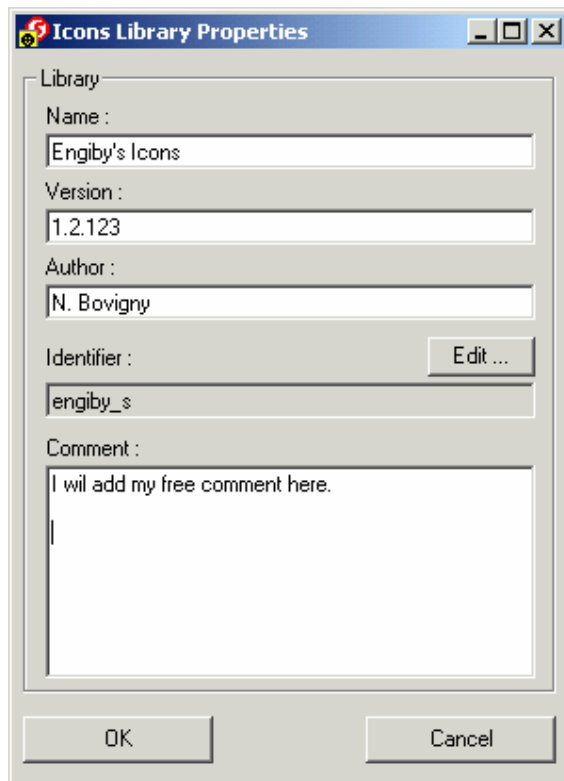 Icons Library Properties
Library
Name :
Engiby's Icons
Version :
1.2.123
Author :
N. Bovigny
Identifier :
Edit ...
engiby_s
Comment :
I wil add my free comment here.
OK
Cancel